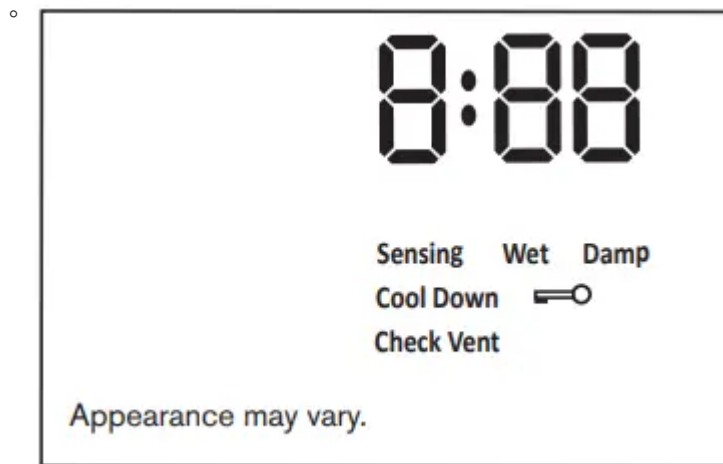 8:88
Sensing Wet Damp
Cool Down
Check Vent
Appearance may vary.